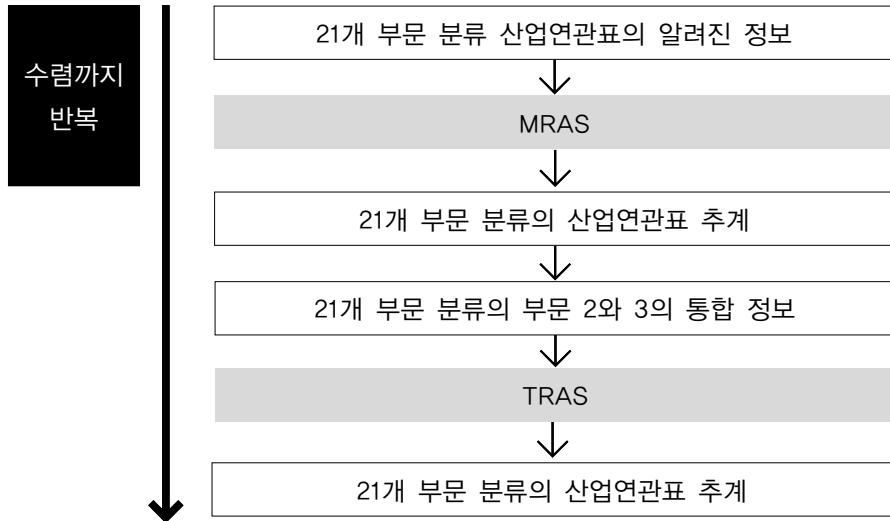 수렴까지
반복
21개 부문 분류 산업연관표의 알려진 정보
MRAS
21개 부문 분류의 산업연관표 추계
21개 부문 분류의 부문 2와 3의 통합 정보
TRAS
21개 부문 분류의 산업연관표 추계